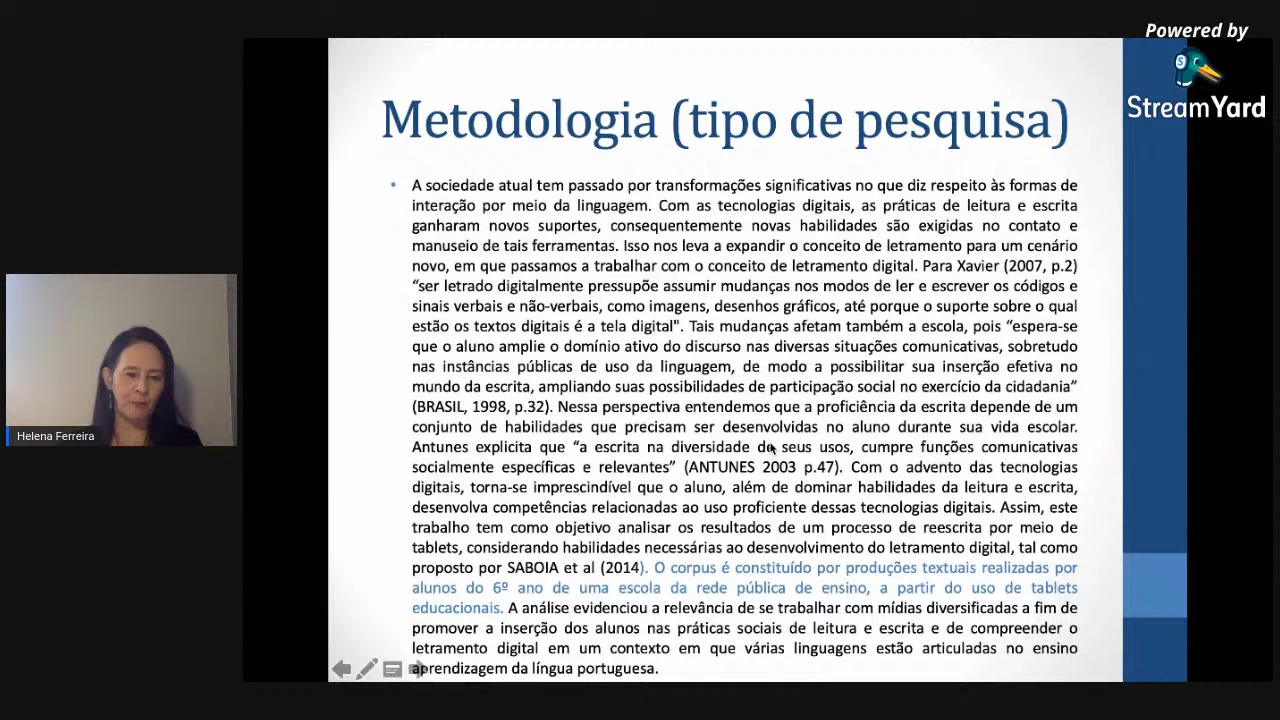 Powered by
StreamYard
Metodologia (tipo de pesquisa)
• A sociedade atual tem passado por transformações significativas no que diz respeito às formas de
interação por meio da linguagem. Com as tecnologias digitais, as práticas de leitura e escrita
ganharam novos suportes, consequentemente novas habilidades são exigidas no contato e
manuseio de tais ferramentas. Isso nos leva a expandir o conceito de letramento para um cenário
novo, em que passamos a trabalhar com o conceito de letramento digital. Para Xavier (2007, p.2)
“ser letrado digitalmente pressupõe assumir mudanças nos modos de ler e escrever os códigos e
sinais verbais e não-verbais, como imagens, desenhos gráficos, até porque o suporte sobre o qual
estão os textos digitais é a tela digital". Tais mudanças afetam também a escola, pois “espera-se
que o aluno amplie o domínio ativo do discurso nas diversas situações comunicativas, sobretudo
nas instâncias públicas de uso da linguagem, de modo a possibilitar sua inserção efetiva no
mundo da escrita, ampliando suas possibilidades de participação social no exercício da cidadania”
(BRASIL, 1998, p.32). Nessa perspectiva entendemos que a proficiência da escrita depende de um
conjunto de habilidades que precisam ser desenvolvidas no aluno durante sua vida escolar.
Antunes explicita que “a escrita na diversidade de seus usos, cumpre funções comunicativas
socialmente específicas e relevantes” (ANTUNES 2003 p.47). Com o advento das tecnologias
digitais, torna-se imprescindível que o aluno, além de dominar habilidades da leitura e escrita,
desenvolva competências relacionadas ao uso proficiente dessas tecnologias digitais. Assim, este
trabalho tem como objetivo analisar os resultados de um processo de reescrita por meio de
tablets, considerando habilidades necessárias ao desenvolvimento do letramento digital, tal como
proposto por SABOIA et al (2014). O corpus é constituído por produções textuais realizadas por
alunos do 6º ano de uma escola da rede pública de ensino, a partir do uso de tablets
educacionais. A análise evidenciou a relevância de se trabalhar com mídias diversificadas a fim de
promover a inserção dos alunos nas práticas sociais de leitura e escrita e de compreender o
letramento digital em um contexto em que várias linguagens estão articuladas no ensino
aprendizagem da língua portuguesa.
Helena Ferreira